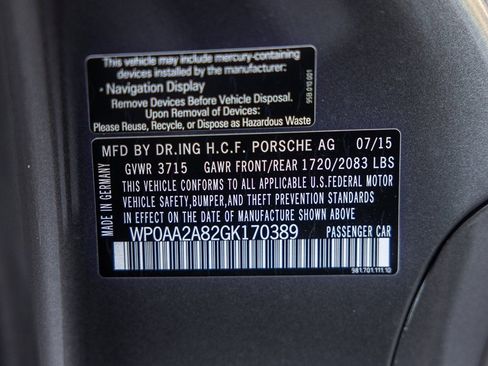 This vehicle may include mercury-containing
devices installed by the manufacturer:
• Navigation Display
Remove Devices Before Vehicle Disposal.
Upon Removal of Devices:
Please Reuse, Recycle, or Dispose as Hazardous Waste
95B 010 001
MFD BY DR.ING H.C.F. PORSCHE AG 07/15
GVWR 3715 GAWR FRONT/REAR 1720/2083 LBS
THIS VEHICLE CONFORMS TO ALL APPLICABLE U.S.FEDERAL MOTOR
VEHICLE SAFETY,BUMPER,AND THEFT PREVENTION STANDARDS
IN EFFECT ON THE DATE OF MANUFACTURE SHOWN ABOVE.
WP0AA2A82GK170389 PASSENGER CAR
MADE IN GERMANY
981.701.111.10